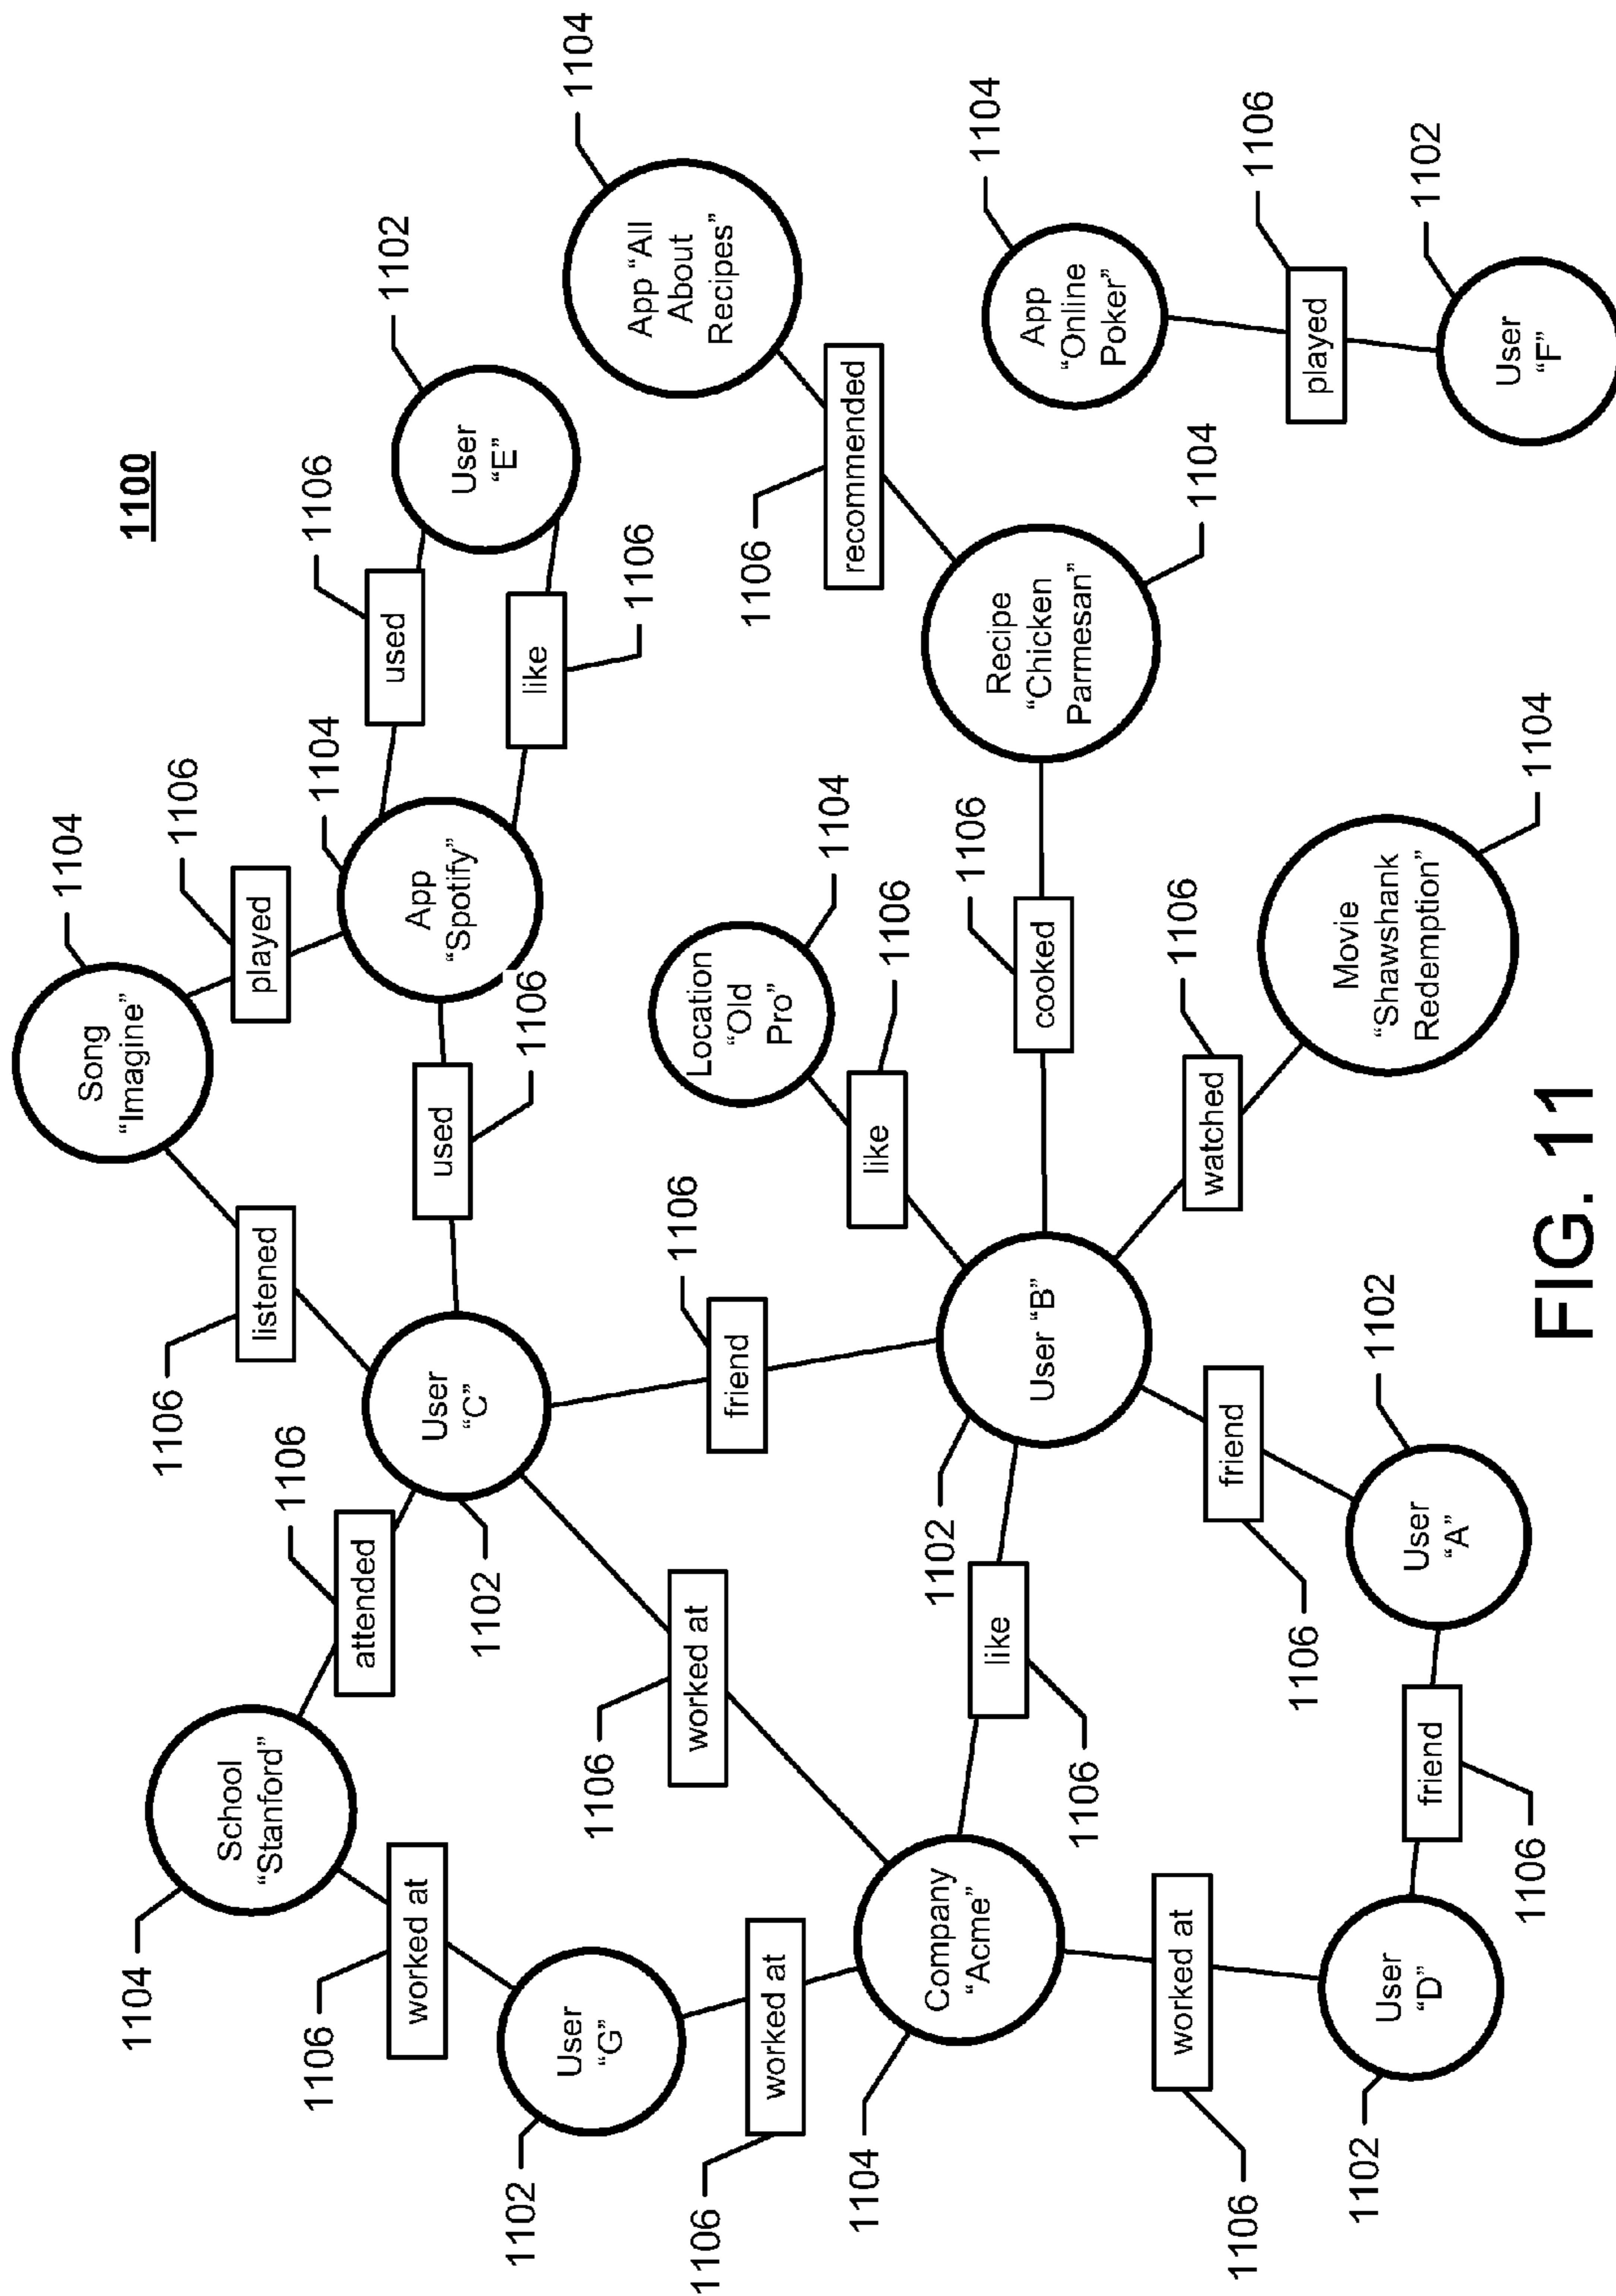 1100
Song
"Imagine"
1104
1104
School
"Stanford"
1106
attended
1106
listened
played
1106
1106
worked at
1102
User
"C"
1106
used
App
"Spotify"
1104
used
1106
User
"E"
1102
like
1106
1102
User
"G"
1102
1106
worked at
1106
friend
1106
Location
"Old
Pro"
1104
App "All
About
Recipes"
1104
1106
worked at
like
1106
1106
recommended
1104
Company
"Acme"
like
1106
1102
User "B"
cooked
1106
Recipe
"Chicken
Parmesan"
1104
App
"Online
Poker"
1104
1106
worked at
friend
1106
watched
1106
played
1106
1102
User
"D"
friend
1106
User
"A"
1102
Movie
"Shawshank
Redemption"
1104
User
"F"
1102
FIG. 11